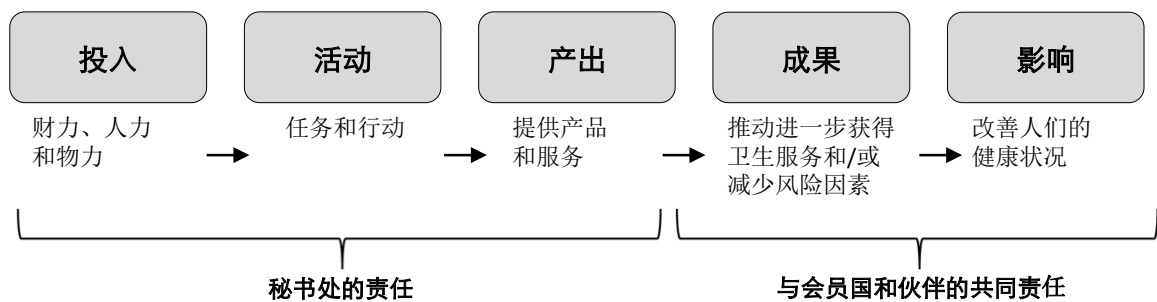 投入
活动
产出
成果
影响
财力、人力
和物力
任务和行动
提供产品
和服务
推动进一步获得
卫生服务和/或
减少风险因素
改善人们的
健康状况
秘书处的责任
与会员国和伙伴的共同责任